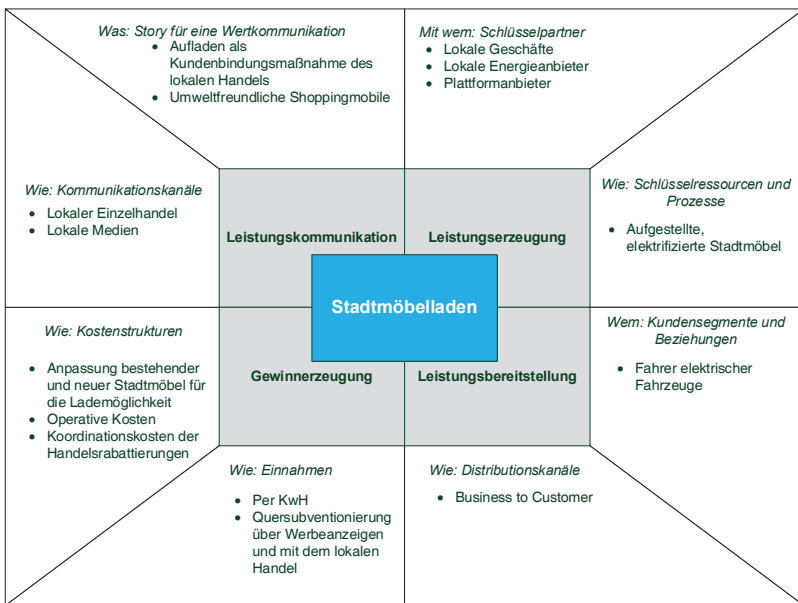 Was: Story für eine Wertkommunikation
• Aufladen als
Kundenbindungsmaßnahme des
lokalen Handels
• Umweltfreundliche Shoppingmobile
Mit wem: Schlüsselpartner
• Lokale Geschäfte
• Lokale Energieanbieter
• Plattformanbieter
Wie: Kommunikationskanäle
• Lokaler Einzelhandel
• Lokale Medien
Leistungskommunikation
Leistungserzeugung
Wie: Schlüsselressourcen und
Prozesse
• Aufgestellte,
elektrifizierte Stadtmöbel
Stadtmöbelladen
Wie: Kostenstrukturen
• Anpassung bestehender
und neuer Stadtmöbel für
die Lademöglichkeit
• Operative Kosten
• Koordinationskosten der
Handelsrabattierungen
Gewinnerzeugung
Leistungsbereitstellung
Wem: Kundensegmente und
Beziehungen
• Fahrer elektrischer
Fahrzeuge
Wie: Einnahmen
• Per KwH
• Quersubventionierung
über Werbeanzeigen
und mit dem lokalen
Handel
Wie: Distributionskanäle
• Business to Customer